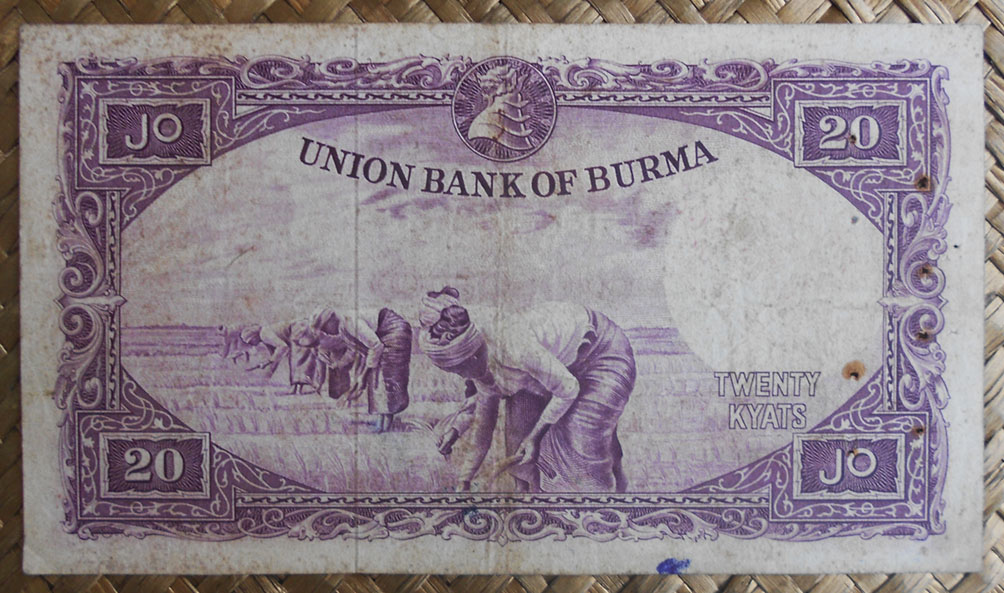 ၂၀
20
UNION BANK OF BURMA
TWENTY
KYATS
20
၂၀